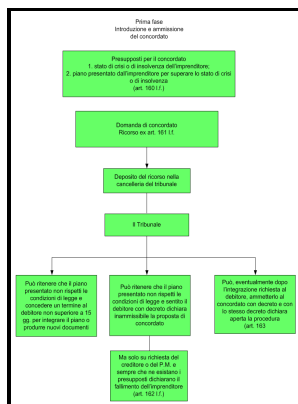 Prima fase
Introduzione e ammissione
del concordato
Presupposti per il concordato
1. stato di crisi o di insolvenza dell'imprenditore;
2. piano presentato dall'imprenditore per superare lo stato di crisi
o di insolvenza
(art. 160 l.f.)
Domanda di concordato
Ricorso ex art. 161 l.f.
Deposito del ricorso nella
cancelleria del tribunale
Il Tribunale
Può ritenere che il piano
presentato non rispetti le
condizioni di legge e
concedere un termine al
debitore non superiore a 15
gg. per integrare il piano o
produrre nuovi documenti
Può ritenere che il piano
presentato non rispetti le
condizioni di legge e sentito il
debitore con decreto dichiara
inammissibile la proposta di
concordato
Può, eventualmente dopo
l'integrazione richiesta al
debitore, ammetterlo al
concordato con decreto e con
lo stesso decreto dichiara
aperta la procedura
(art. 163
Ma solo su richiesta del
creditore o del P.M. e
sempre che ne esistano i
presupposti dichiarano il
fallimento dell'imprenditore
(art. 162 l.f.)